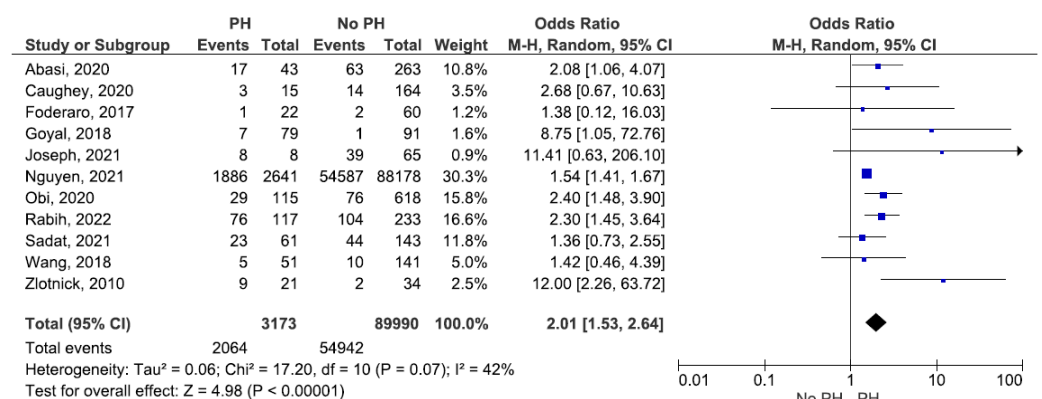 PH No PH Odds Ratio Odds Ratio
Study or Subgroup Events Total Events Total Weight M-H, Random, 95% CI M-H, Random, 95% CI
Abasi, 2020 17 43 63 263 10.8% 2.08 [1.06, 4.07]
Caughey, 2020 3 15 14 164 3.5% 2.68 [0.67, 10.63]
Foderaro, 2017 1 22 2 60 1.2% 1.38 [0.12, 16.03]
Goyal, 2018 7 79 1 91 1.6% 8.75 [1.05, 72.76]
Joseph, 2021 8 8 39 65 0.9% 11.41 [0.63, 206.10]
Nguyen, 2021 1886 2641 54587 88178 30.3% 1.54 [1.41, 1.67]
Obi, 2020 29 115 76 618 15.8% 2.40 [1.48, 3.90]
Rabih, 2022 76 117 104 233 16.6% 2.30 [1.45, 3.64]
Sadat, 2021 23 61 44 143 11.8% 1.36 [0.73, 2.55]
Wang, 2018 5 51 10 141 5.0% 1.42 [0.46, 4.39]
Zlotnick, 2010 9 21 2 34 2.5% 12.00 [2.26, 63.72]
Total (95% CI) 3173 89990 100.0% 2.01 [1.53, 2.64]
Total events 2064 54942
Heterogeneity: Tau² = 0.06; Chi² = 17.20, df = 10 (P = 0.07); I² = 42%
Test for overall effect: Z = 4.98 (P < 0.00001)
0.01 0.1 1 10 100
No PH PH